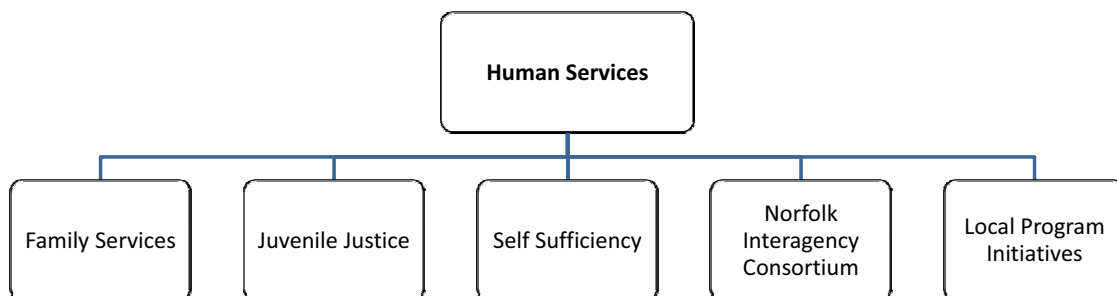 Human Services
Family Services
Juvenile Justice
Self Sufficiency
Norfolk
Interagency
Consortium
Local Program
Initiatives